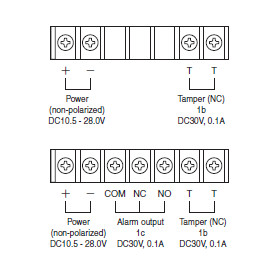 + − T T
Power Tamper (NC)
(non-polarized) 1b
DC10.5 - 28.0V DC30V, 0.1A
+ − COM NC NO T T
Power Alarm output Tamper (NC)
(non-polarized) 1c 1b
DC10.5 - 28.0V DC30V, 0.1A DC30V, 0.1A